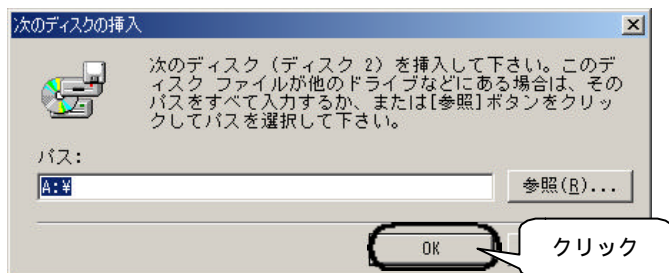 次のディスクの挿入
次のディスク（ディスク 2）を挿入して下さい。このデ
ィスク ファイルが他のドライブなどにある場合は、その
パスをすべて入力するか、または[参照]ボタンをクリッ
クしてパスを選択して下さい。
パス:
A:¥
参照(R)...
OK
クリック